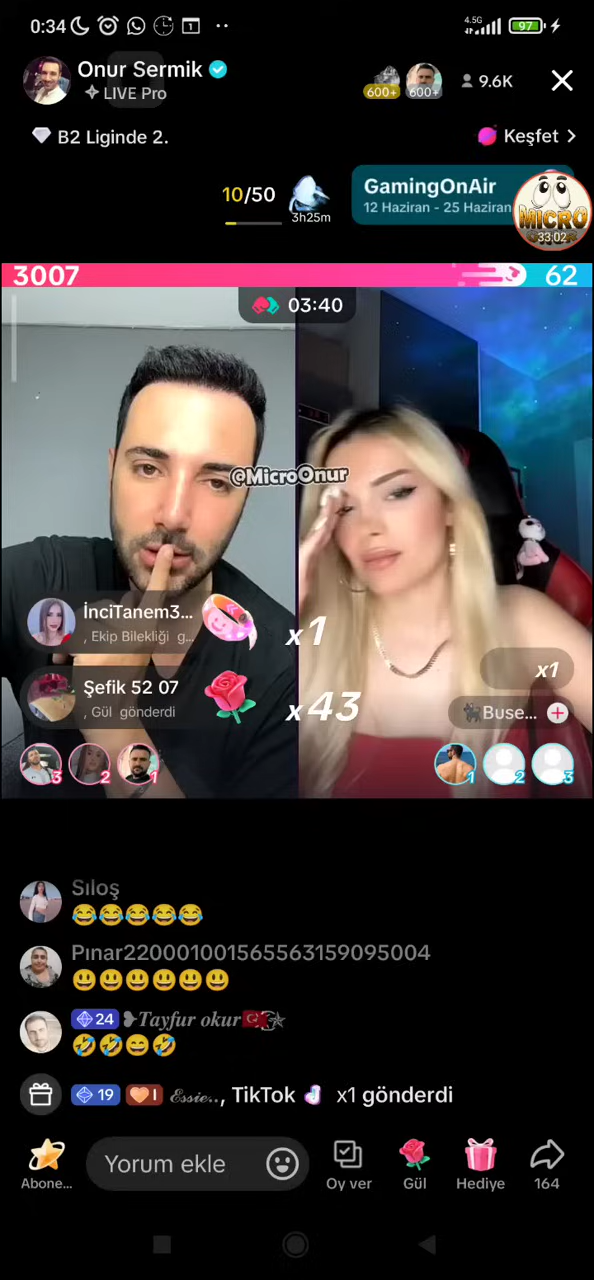 0:34
4.5G
97
Onur Sermik
LIVE Pro
600+
600+
9.6K
B2 Liginde 2.
Keşfet
10/50
3h25m
GamingOnAir
12 Haziran - 25 Haziran
MICRO
33:02
3007
62
03:40
@MicroOnur
İnciTanem3...
, Ekip Bilekliği g...
x1
Şefik 52 07
, Gül gönderdi
x43
x1
Buse...
3
2
1
1
2
3
Sıloş
😂😂😂😂😂
Pınar220001001565563159095004
😃😃😃😃😃😃
24 Tayfur okur
🤣🤣😄🤣
19 I Essie.., TikTok x1 gönderdi
Abone...
Yorum ekle
Oy ver
Gül
Hediye
164